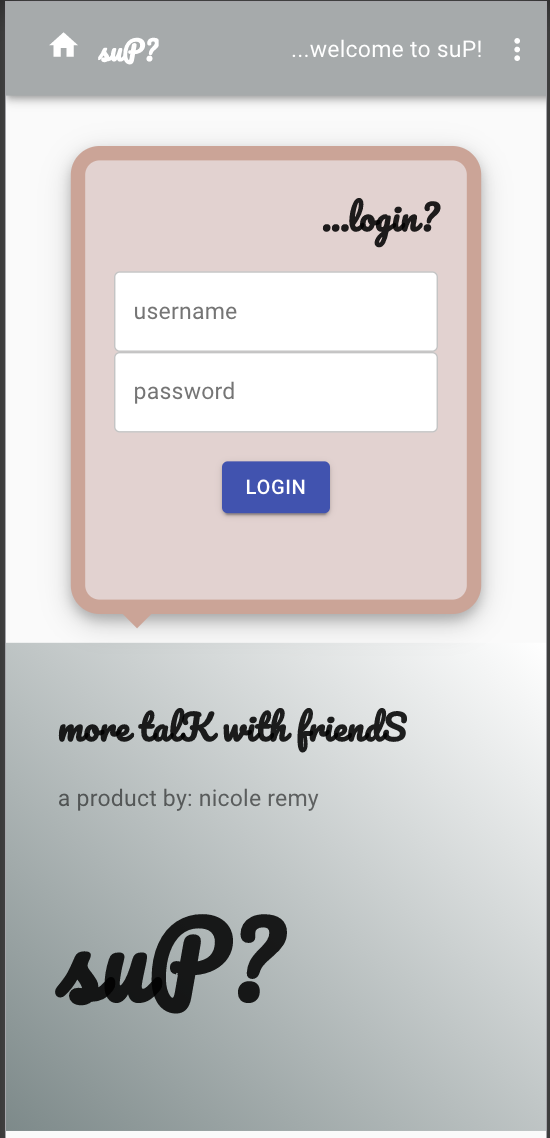 suP?
...welcome to suP!
...login?
username
password
LOGIN
more talK with friendS
a product by: nicole remy
suP?